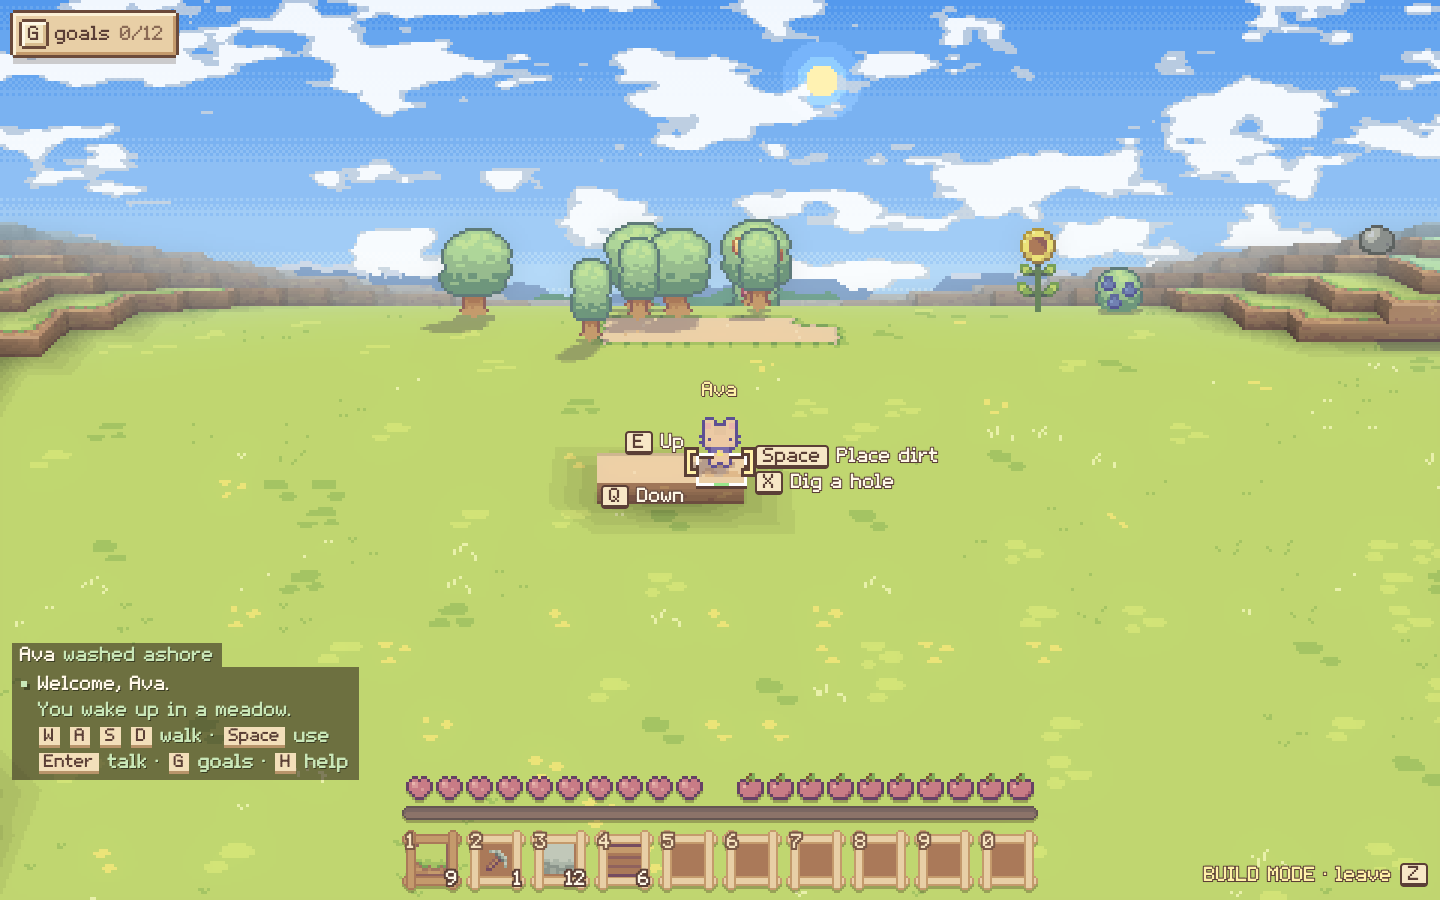 G goals 0/12
Ava
E Up
Space Place dirt
X Dig a hole
Q Down
Ava washed ashore
Welcome, Ava.
You wake up in a meadow.
W A S D walk · Space use
Enter talk · G goals · H help
1 2 3 4 5 6 7 8 9 0
9 1 12 6
BUILD MODE · leave Z